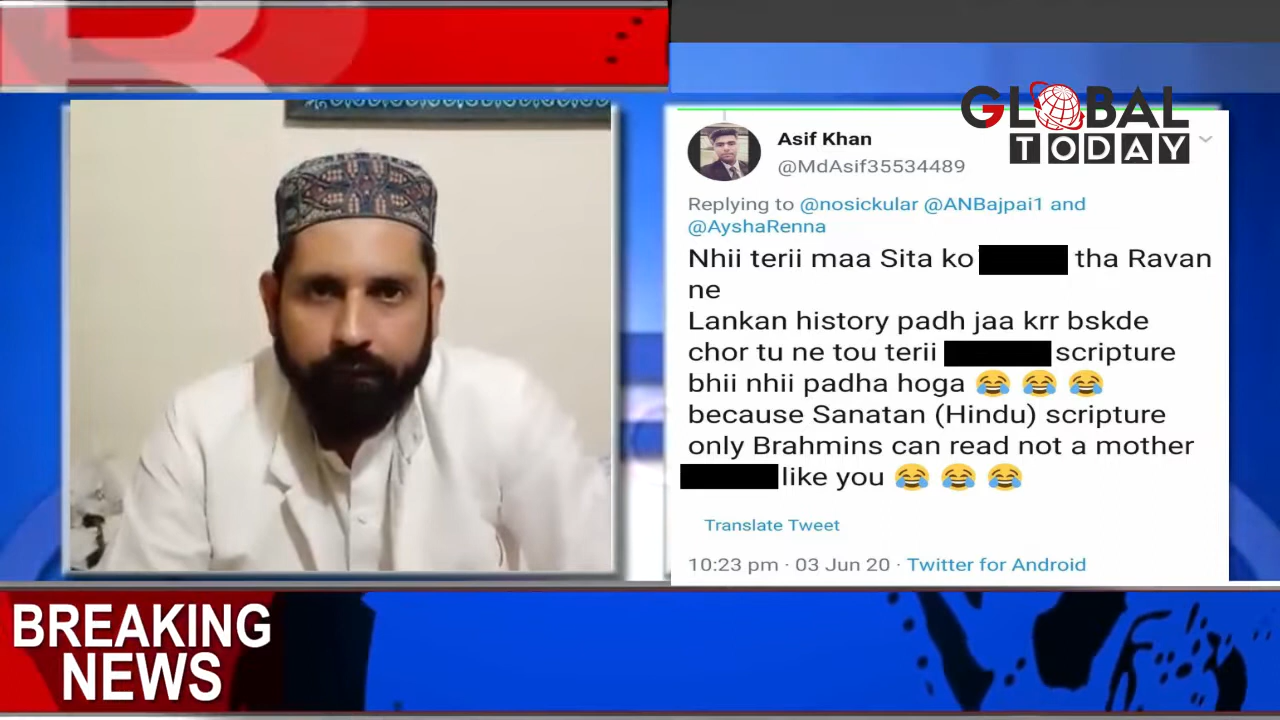 GLOBAL
TODAY
Asif Khan
@MdAsif35534489
Replying to @nosickular @ANBajpai1 and
@AyshaRenna
Nhii terii maa Sita ko tha Ravan
ne
Lankan history padh jaa krr bskde
chor tu ne tou terii scripture
bhii nhii padha hoga 😂 😂 😂
because Sanatan (Hindu) scripture
only Brahmins can read not a mother
like you 😂 😂 😂
Translate Tweet
10:23 pm · 03 Jun 20 · Twitter for Android
BREAKING
NEWS